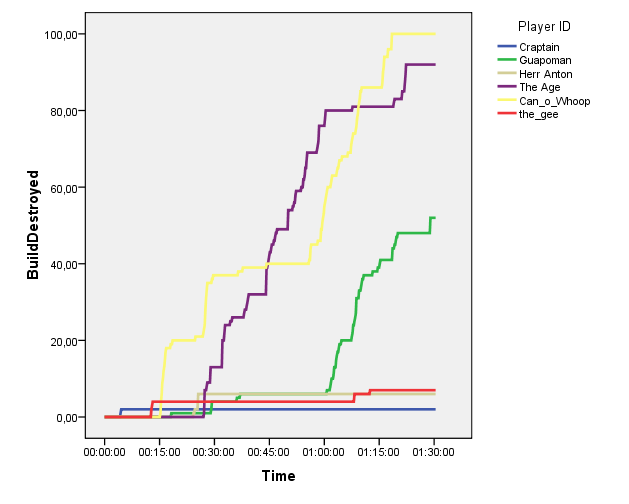 Player ID
Craptain
Guapoman
Herr Anton
The Age
Can_o_Whoop
the_gee
BuildDestroyed
100,00
80,00
60,00
40,00
20,00
0,00
00:00:00 00:15:00 00:30:00 00:45:00 01:00:00 01:15:00 01:30:00
Time